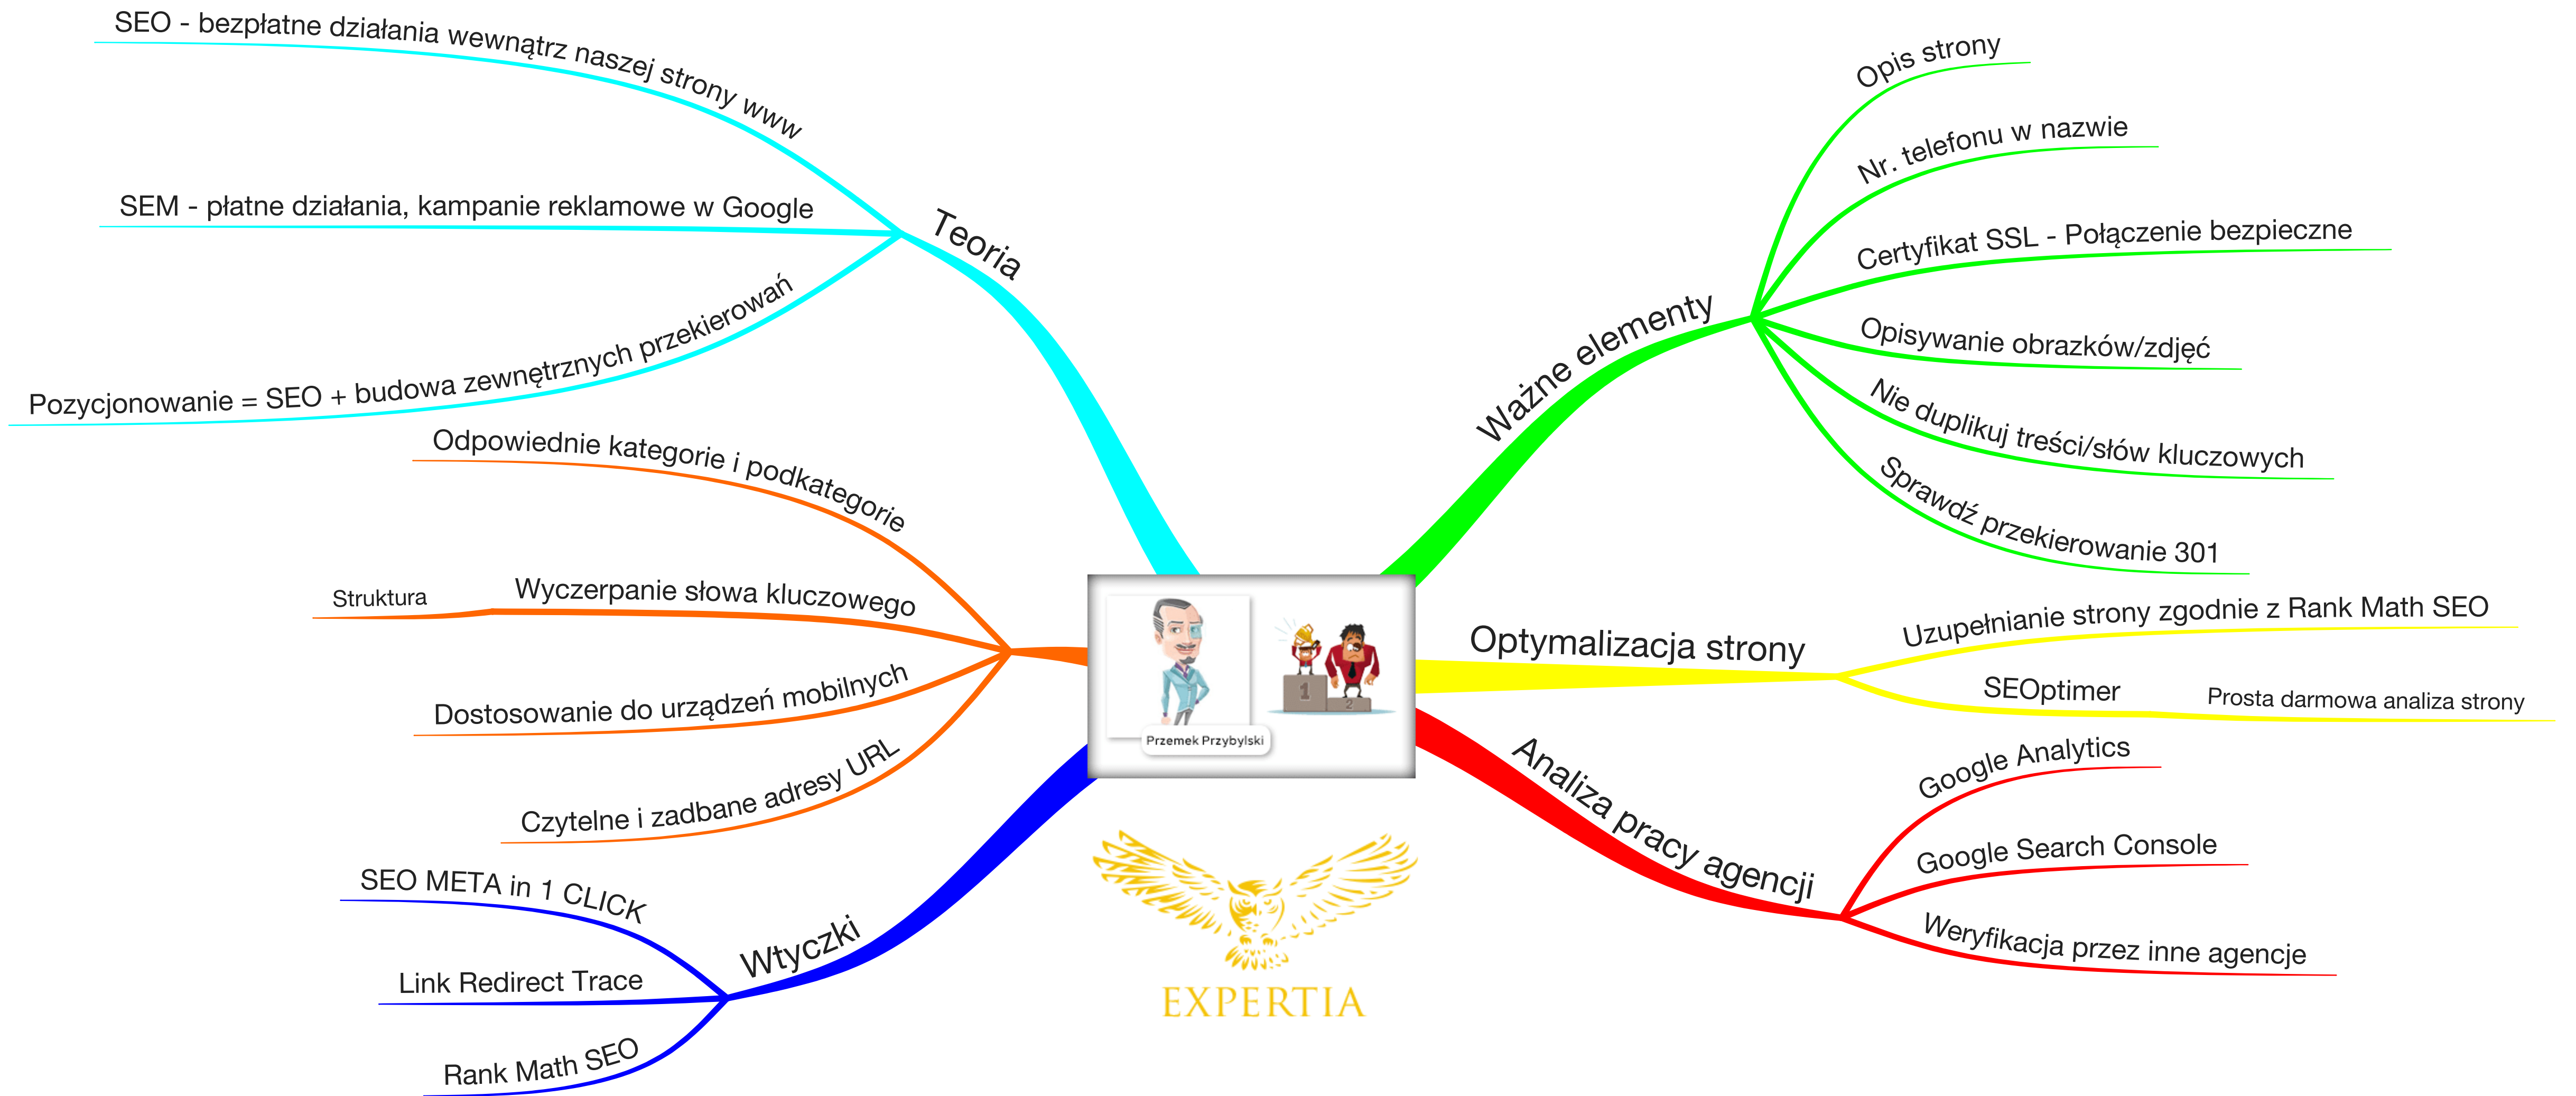 Teoria
SEO - bezpłatne działania wewnątrz naszej strony www
SEM - płatne działania, kampanie reklamowe w Google
Pozycjonowanie = SEO + budowa zewnętrznych przekierowań
Odpowiednie kategorie i podkategorie
Wyczerpanie słowa kluczowego
Struktura
Dostosowanie do urządzeń mobilnych
Czytelne i zadbane adresy URL
Wtyczki
SEO META in 1 CLICK
Link Redirect Trace
Rank Math SEO
Przemek Przybylski
1
2
EXPERTIA
Ważne elementy
Opis strony
Nr. telefonu w nazwie
Certyfikat SSL - Połączenie bezpieczne
Opisywanie obrazków/zdjęć
Nie duplikuj treści/słów kluczowych
Sprawdź przekierowanie 301
Optymalizacja strony
Uzupełnianie strony zgodnie z Rank Math SEO
SEOptimer
Prosta darmowa analiza strony
Analiza pracy agencji
Google Analytics
Google Search Console
Weryfikacja przez inne agencje